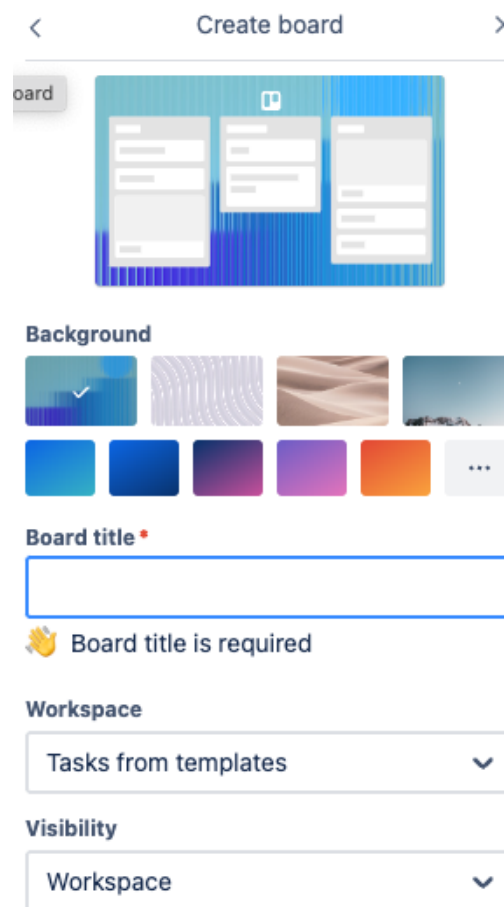 Create board
oard
Background
Board title *
Board title is required
Workspace
Tasks from templates
Visibility
Workspace